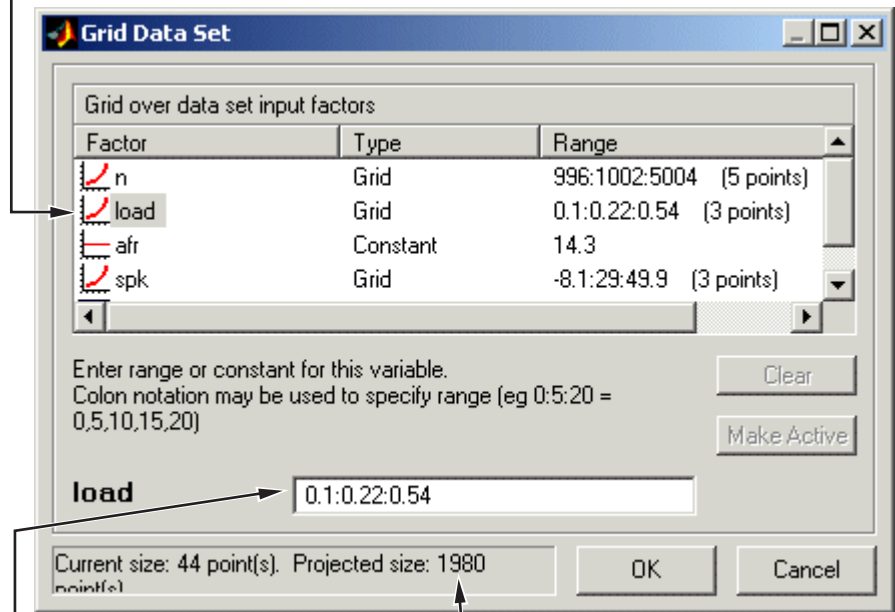 Grid Data Set
Grid over data set input factors
Factor Type Range
n Grid 996:1002:5004 (5 points)
load Grid 0.1:0.22:0.54 (3 points)
afr Constant 14.3
spk Grid -8.1:29:49.9 (3 points)
Enter range or constant for this variable.
Clear
Colon notation may be used to specify range (eg 0:5:20 =
0,5,10,15,20)
Make Active
load 0.1:0.22:0.54
Current size: 44 point(s). Projected size: 1980
point(s)
OK Cancel